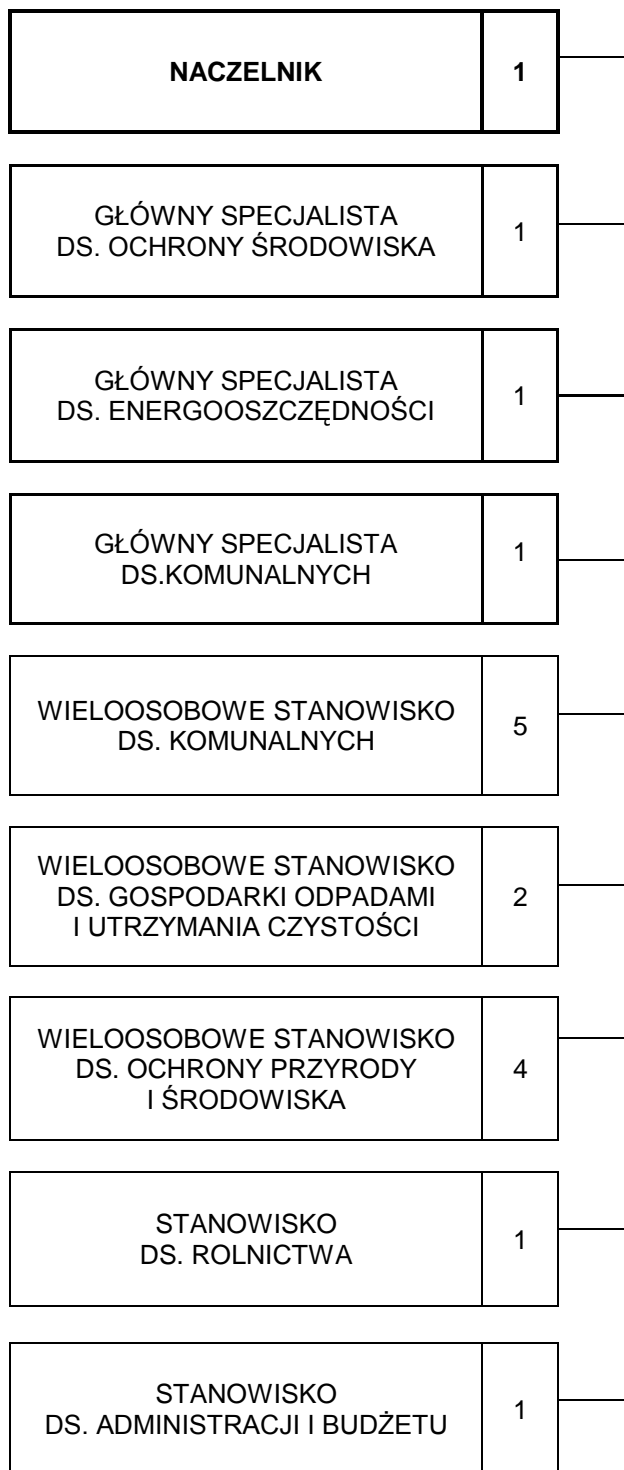 NACZELNIK 1
GŁÓWNY SPECJALISTA
DS. OCHRONY ŚRODOWISKA 1
GŁÓWNY SPECJALISTA
DS. ENERGOOSZCZĘDNOŚCI 1
GŁÓWNY SPECJALISTA
DS.KOMUNALNYCH 1
WIELOOSOBOWE STANOWISKO
DS. KOMUNALNYCH 5
WIELOOSOBOWE STANOWISKO
DS. GOSPODARKI ODPADAMI 2
I UTRZYMANIA CZYSTOŚCI
WIELOOSOBOWE STANOWISKO
DS. OCHRONY PRZYRODY 4
I ŚRODOWISKA
STANOWISKO
DS. ROLNICTWA 1
STANOWISKO
DS. ADMINISTRACJI I BUDŻETU 1